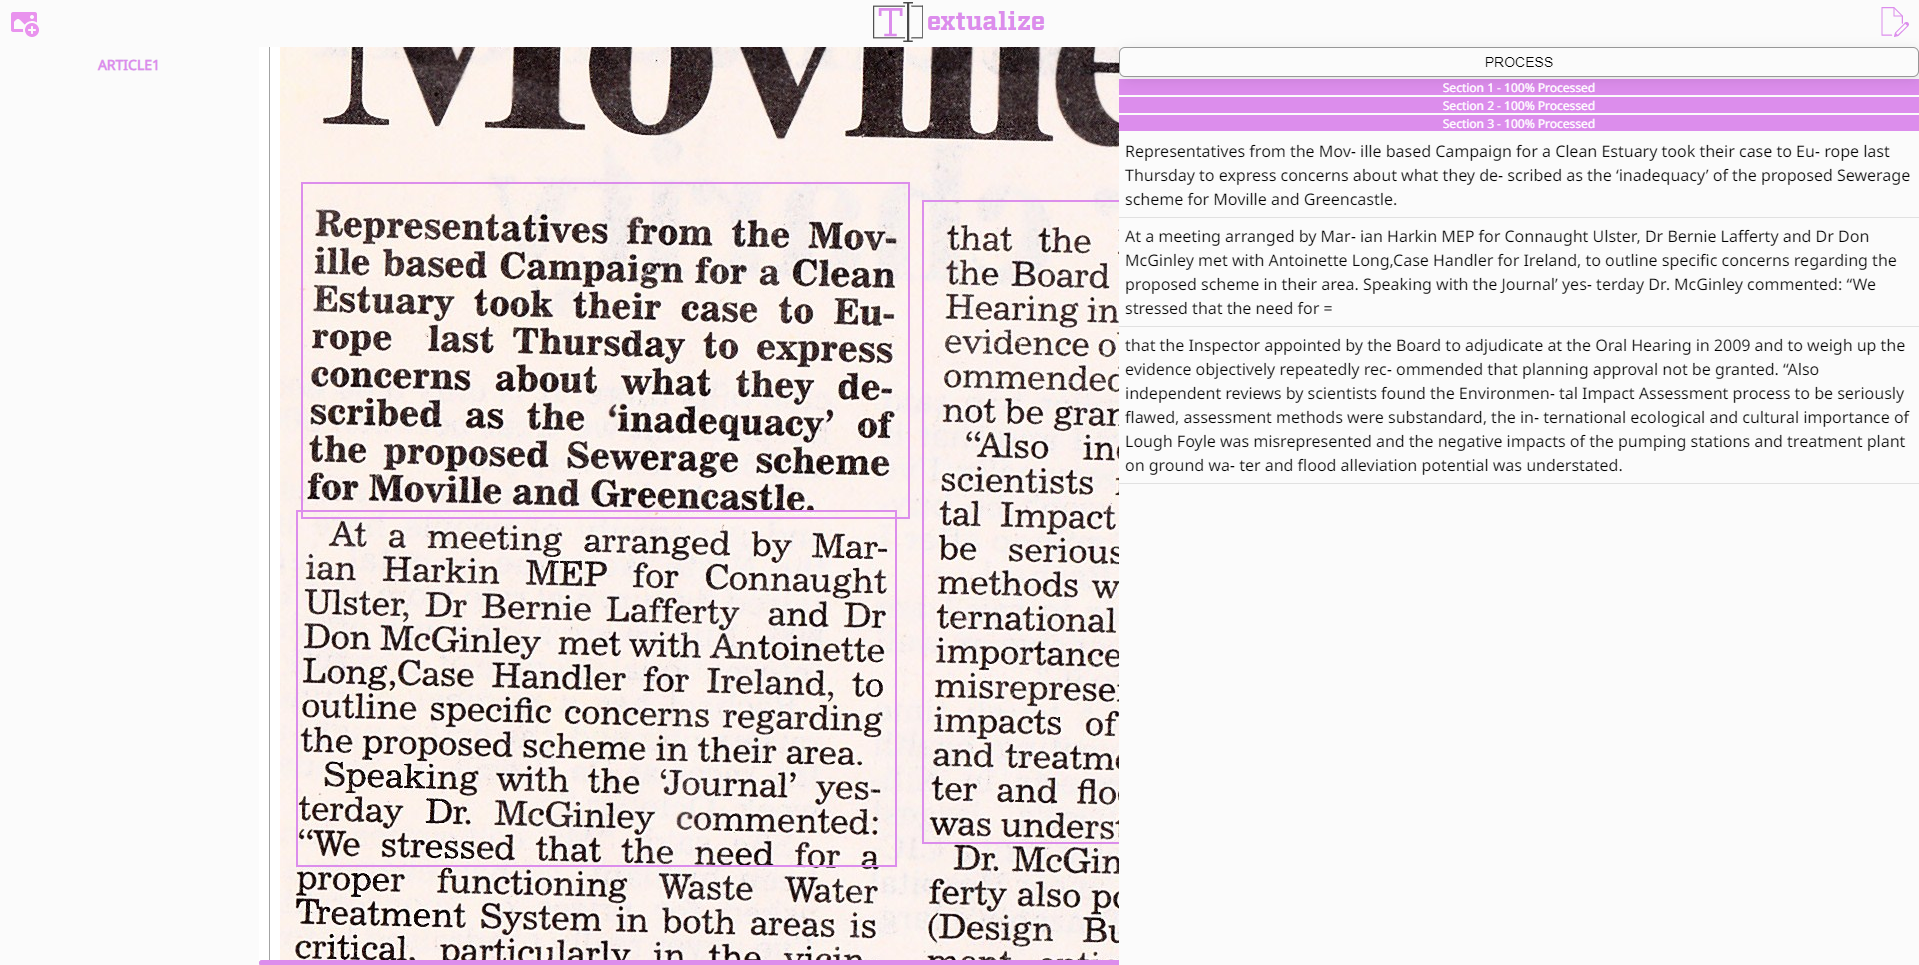 Textualize
ARTICLE1
Moville
Representatives from the Mov-
ille based Campaign for a Clean
Estuary took their case to Eu-
rope last Thursday to express
concerns about what they de-
scribed as the ‘inadequacy’ of
the proposed Sewerage scheme
for Moville and Greencastle.
At a meeting arranged by Mar-
ian Harkin MEP for Connaught
Ulster, Dr Bernie Lafferty and Dr
Don McGinley met with Antoinette
Long,Case Handler for Ireland, to
outline specific concerns regarding
the proposed scheme in their area.
Speaking with the ‘Journal’ yes-
terday Dr. McGinley commented:
“We stressed that the need for a
proper functioning Waste Water
Treatment System in both areas is
critical, particularly in the vicin
that the
the Board
Hearing in
evidence o
ommended
not be gran
“Also in
scientists
tal Impact
be serious
methods w
ternational
importance
misreprese
impacts of
and treatm
ter and flo
was underst
Dr. McGin
ferty also po
(Design Bu
PROCESS
Section 1 - 100% Processed
Section 2 - 100% Processed
Section 3 - 100% Processed
Representatives from the Mov- ille based Campaign for a Clean Estuary took their case to Eu- rope last
Thursday to express concerns about what they de- scribed as the ‘inadequacy’ of the proposed Sewerage
scheme for Moville and Greencastle.
At a meeting arranged by Mar- ian Harkin MEP for Connaught Ulster, Dr Bernie Lafferty and Dr Don
McGinley met with Antoinette Long,Case Handler for Ireland, to outline specific concerns regarding the
proposed scheme in their area. Speaking with the Journal’ yes- terday Dr. McGinley commented: “We
stressed that the need for =
that the Inspector appointed by the Board to adjudicate at the Oral Hearing in 2009 and to weigh up the
evidence objectively repeatedly rec- ommended that planning approval not be granted. “Also
independent reviews by scientists found the Environmen- tal Impact Assessment process to be seriously
flawed, assessment methods were substandard, the in- ternational ecological and cultural importance of
Lough Foyle was misrepresented and the negative impacts of the pumping stations and treatment plant
on ground wa- ter and flood alleviation potential was understated.